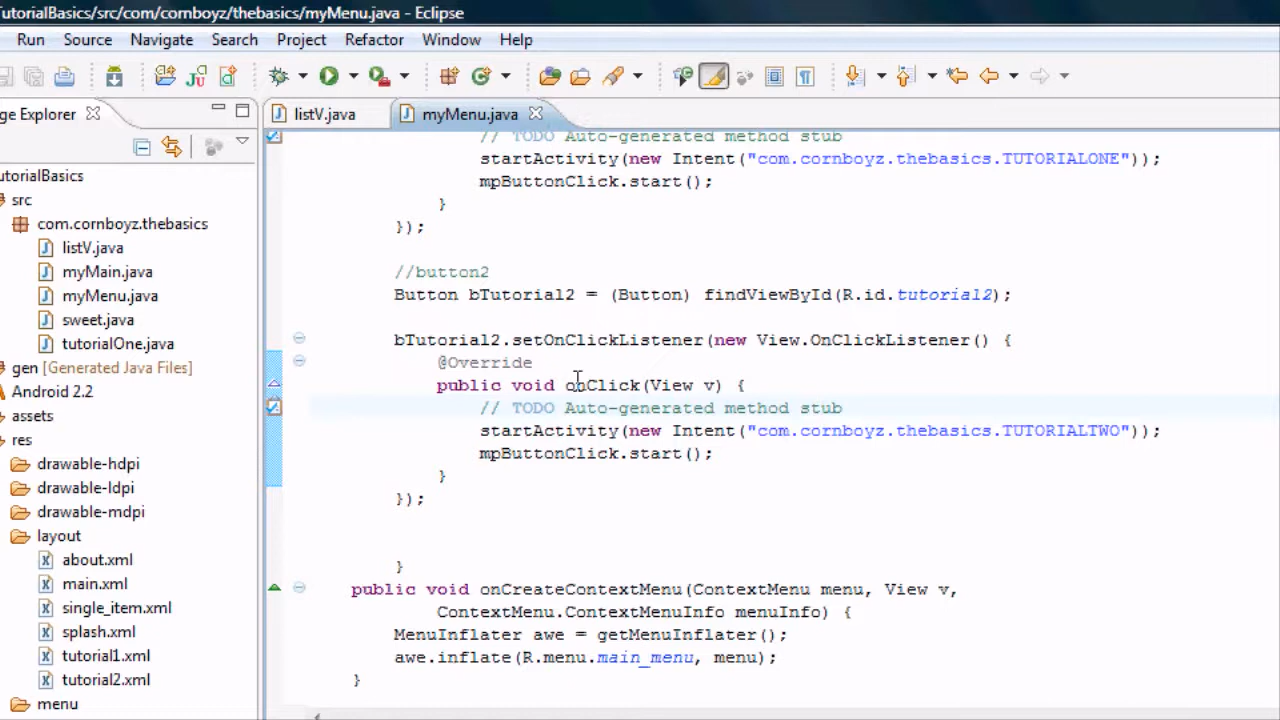 TutorialBasics/src/com/cornboyz/thebasics/myMenu.java - Eclipse
Run Source Navigate Search Project Refactor Window Help
ge Explorer
listV.java myMenu.java
utorialBasics
src
com.cornboyz.thebasics
listV.java
myMain.java
myMenu.java
sweet.java
tutorialOne.java
gen [Generated Java Files]
Android 2.2
assets
res
drawable-hdpi
drawable-ldpi
drawable-mdpi
layout
about.xml
main.xml
single_item.xml
splash.xml
tutorial1.xml
tutorial2.xml
menu
// TODO Auto-generated method stub
startActivity(new Intent("com.cornboyz.thebasics.TUTORIALONE"));
mpButtonClick.start();
}
});
//button2
Button bTutorial2 = (Button) findViewById(R.id.tutorial2);
bTutorial2.setOnClickListener(new View.OnClickListener() {
@Override
public void onClick(View v) {
// TODO Auto-generated method stub
startActivity(new Intent("com.cornboyz.thebasics.TUTORIALTWO"));
mpButtonClick.start();
}
});
}
public void onCreateContextMenu(ContextMenu menu, View v,
ContextMenu.ContextMenuInfo menuInfo) {
MenuInflater awe = getMenuInflater();
awe.inflate(R.menu.main_menu, menu);
}